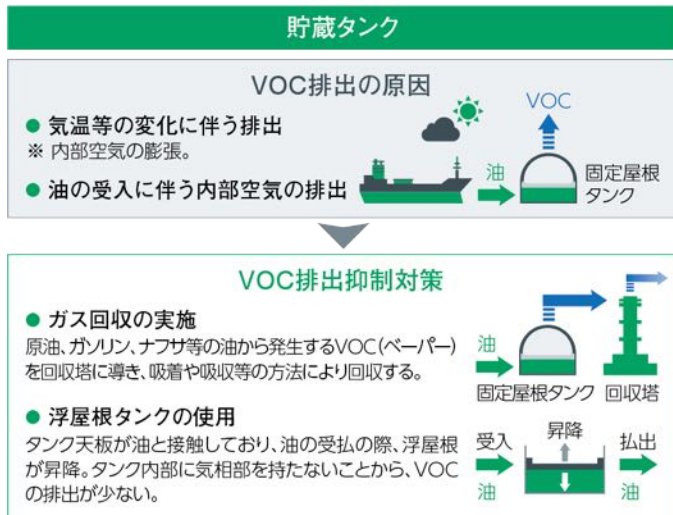 貯蔵タンク
VOC排出の原因
● 気温等の変化に伴う排出
※ 内部空気の膨張。
● 油の受入に伴う内部空気の排出
油
VOC
固定屋根
タンク
VOC排出抑制対策
● ガス回収の実施
原油、ガソリン、ナフサ等の油から発生するVOC(ベーパー)
を回収塔に導き、吸着や吸収等の方法により回収する。
油
固定屋根タンク
回収塔
● 浮屋根タンクの使用
タンク天板が油と接触しており、油の受払の際、浮屋根
が昇降。タンク内部に気相部を持たないことから、VOC
の排出が少ない。
受入
油
昇降
払出
油